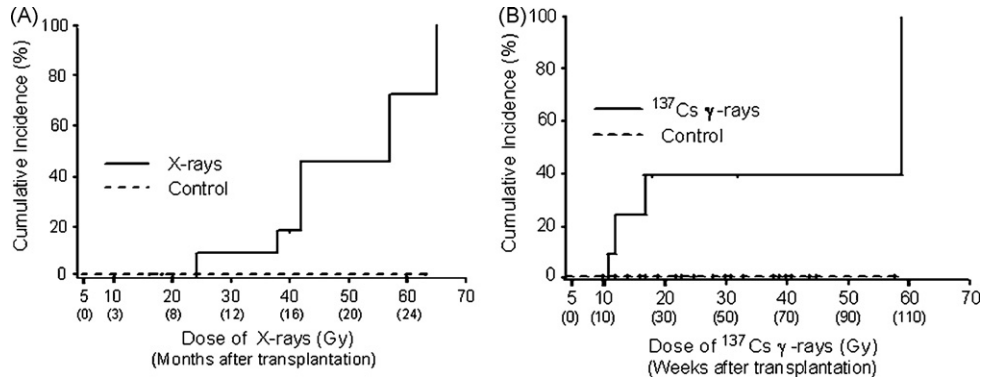 (A)
100
80
60
40
20
0
Cumulative Incidence (%)
X-rays
Control
5 10 20 30 40 50 60 70
(0) (3) (8) (12) (16) (20) (24)
Dose of X-rays (Gy)
(Months after transplantation)
(B)
100
80
60
40
20
0
Cumulative Incidence (%)
¹³⁷Cs γ-rays
Control
5 10 20 30 40 50 60 70
(0) (10) (30) (50) (70) (90) (110)
Dose of ¹³⁷Cs γ-rays (Gy)
(Weeks after transplantation)